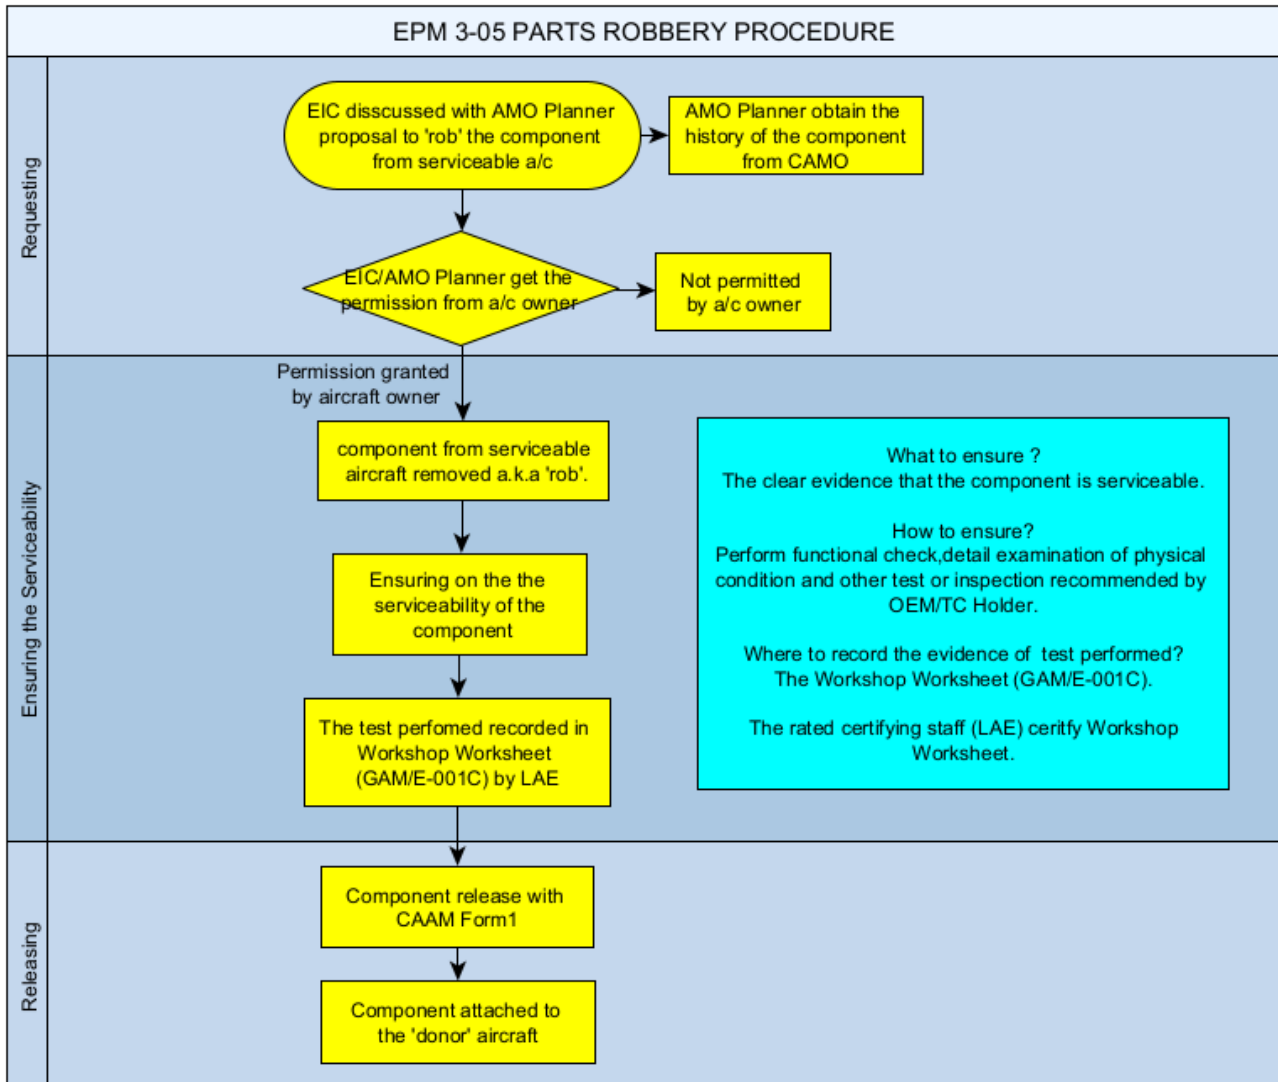 EPM 3-05 PARTS ROBBERY PROCEDURE
Requesting
EIC disscussed with AMO Planner
proposal to 'rob' the component
from serviceable a/c
AMO Planner obtain the
history of the component
from CAMO
EIC/AMO Planner get the
permission from a/c owner
Not permitted
by a/c owner
Ensuring the Serviceability
Permission granted
by aircraft owner
component from serviceable
aircraft removed a.k.a 'rob'.
Ensuring on the the
serviceability of the
component
The test perfomed recorded in
Workshop Worksheet
(GAM/E-001C) by LAE
What to ensure ?
The clear evidence that the component is serviceable.
How to ensure?
Perform functional check,detail examination of physical
condition and other test or inspection recommended by
OEM/TC Holder.
Where to record the evidence of test performed?
The Workshop Worksheet (GAM/E-001C).
The rated certifying staff (LAE) ceritfy Workshop
Worksheet.
Releasing
Component release with
CAAM Form1
Component attached to
the 'donor' aircraft